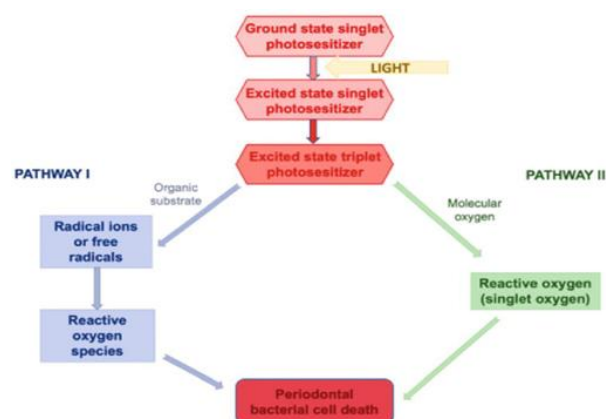 Ground state singlet
photosesitizer
LIGHT
Excited state singlet
photosesitizer
Excited state triplet
photosesitizer
PATHWAY I
PATHWAY II
Organic
substrate
Molecular
oxygen
Radical ions
or free
radicals
Reactive oxygen
(singlet oxygen)
Reactive
oxygen
species
Periodontal
bacterial cell death